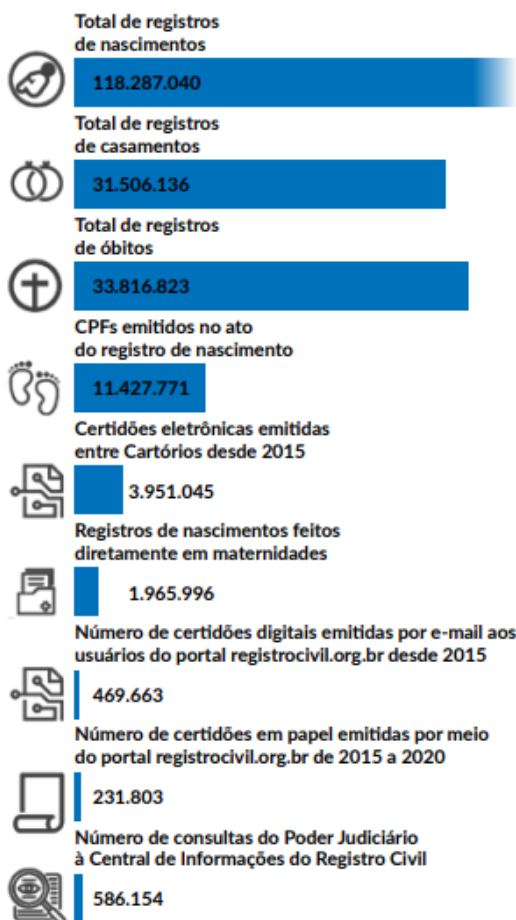 Total de registros
de nascimentos
118.287.040
Total de registros
de casamentos
31.506.136
Total de registros
de óbitos
33.816.823
CPFs emitidos no ato
do registro de nascimento
11.427.771
Certidões eletrônicas emitidas
entre Cartórios desde 2015
3.951.045
Registros de nascimentos feitos
diretamente em maternidades
1.965.996
Número de certidões digitais emitidas por e-mail aos
usuários do portal registrocivil.org.br desde 2015
469.663
Número de certidões em papel emitidas por meio
do portal registrocivil.org.br de 2015 a 2020
231.803
Número de consultas do Poder Judiciário
à Central de Informações do Registro Civil
586.154